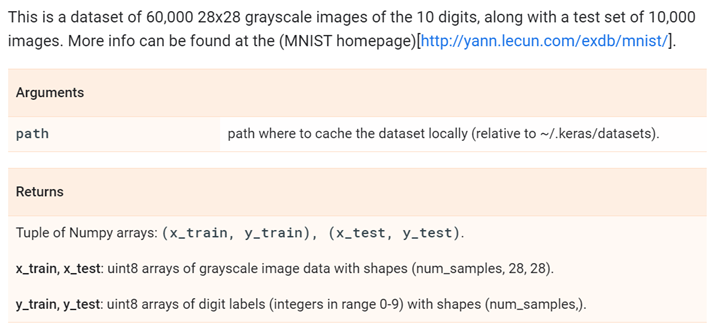 This is a dataset of 60,000 28x28 grayscale images of the 10 digits, along with a test set of 10,000
images. More info can be found at the (MNIST homepage)[http://yann.lecun.com/exdb/mnist/].
Arguments
path path where to cache the dataset locally (relative to ~/.keras/datasets).
Returns
Tuple of Numpy arrays: (x_train, y_train), (x_test, y_test).
x_train, x_test: uint8 arrays of grayscale image data with shapes (num_samples, 28, 28).
y_train, y_test: uint8 arrays of digit labels (integers in range 0-9) with shapes (num_samples,).